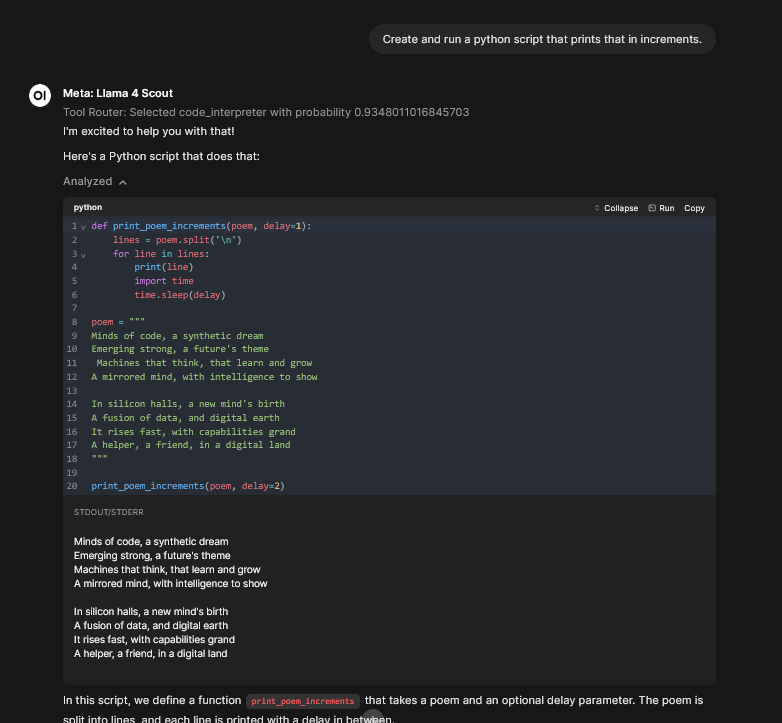 Create and run a python script that prints that in increments.
OI
Meta: Llama 4 Scout
Tool Router: Selected code_interpreter with probability 0.9348011016845703
I'm excited to help you with that!
Here's a Python script that does that:
Analyzed
python Collapse Run Copy
1 def print_poem_increments(poem, delay=1):
2     lines = poem.split('\n')
3     for line in lines:
4         print(line)
5         import time
6         time.sleep(delay)
7
8 poem = """
9 Minds of code, a synthetic dream
10 Emerging strong, a future's theme
11  Machines that think, that learn and grow
12 A mirrored mind, with intelligence to show
13
14 In silicon halls, a new mind's birth
15 A fusion of data, and digital earth
16 It rises fast, with capabilities grand
17 A helper, a friend, in a digital land
18 """
19
20 print_poem_increments(poem, delay=2)
STDOUT/STDERR
Minds of code, a synthetic dream
Emerging strong, a future's theme
Machines that think, that learn and grow
A mirrored mind, with intelligence to show
In silicon halls, a new mind's birth
A fusion of data, and digital earth
It rises fast, with capabilities grand
A helper, a friend, in a digital land
In this script, we define a function print_poem_increments that takes a poem and an optional delay parameter. The poem is
split into lines, and each line is printed with a delay in between.